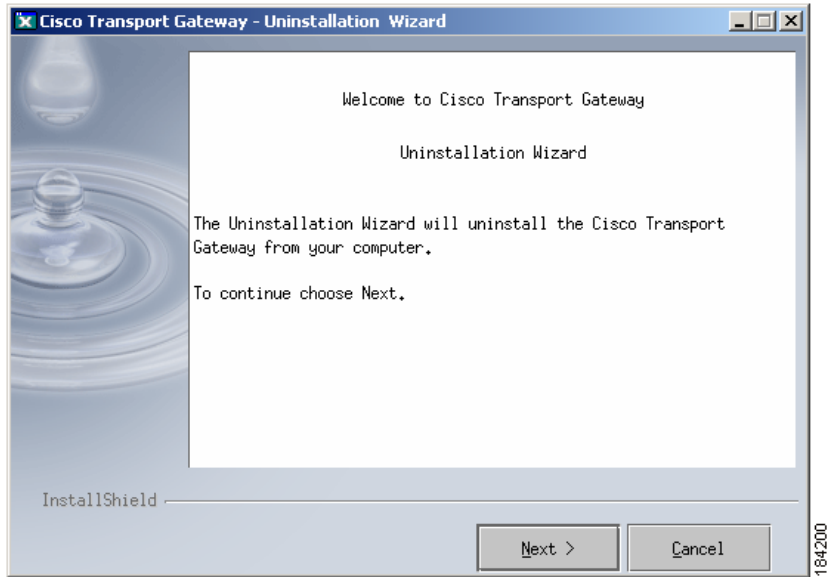 Cisco Transport Gateway - Uninstallation Wizard
Welcome to Cisco Transport Gateway
Uninstallation Wizard
The Uninstallation Wizard will uninstall the Cisco Transport
Gateway from your computer.
To continue choose Next.
InstallShield
Next >
Cancel
184200